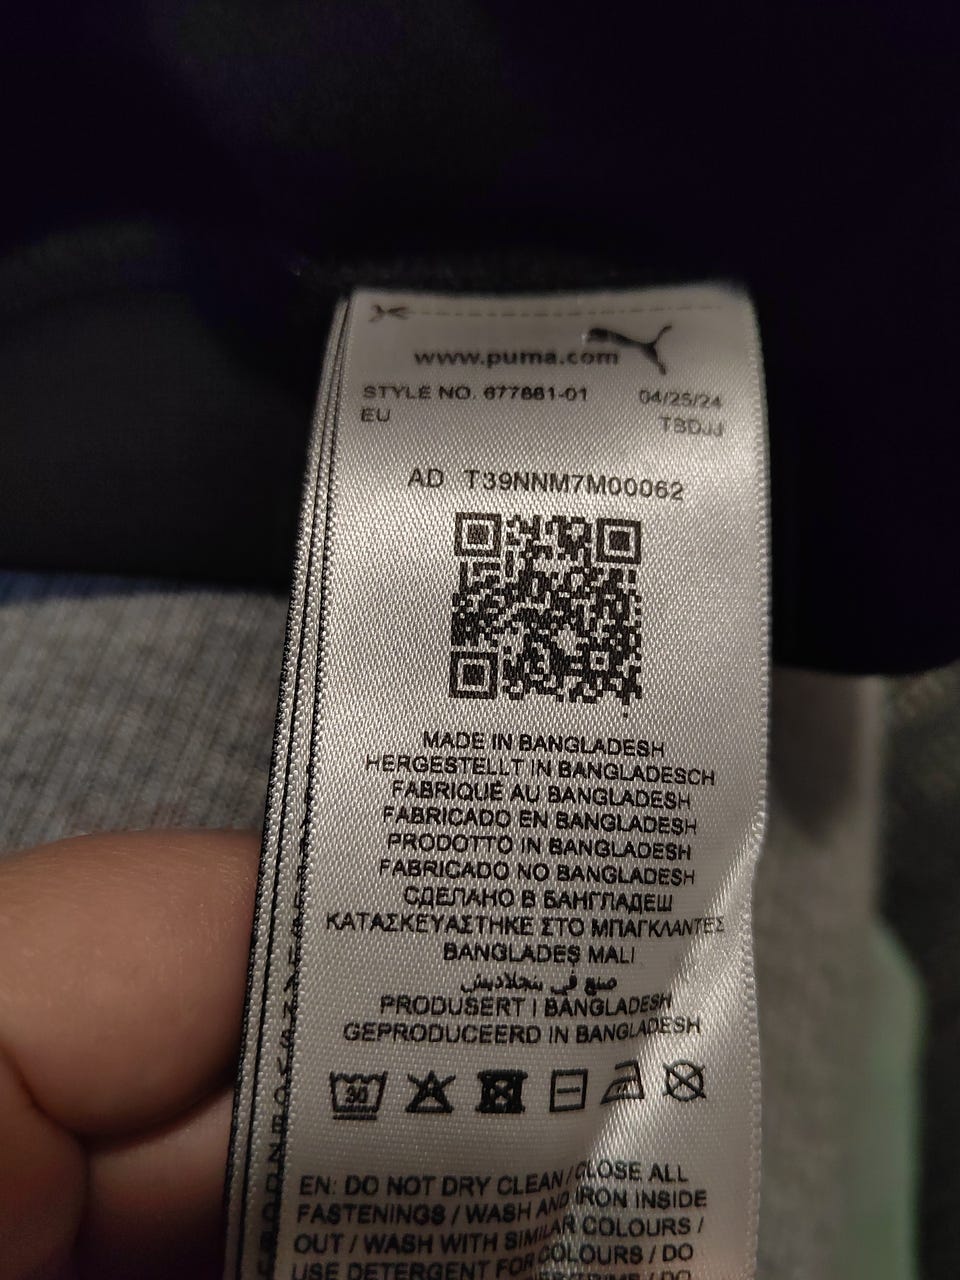 www.puma.com
STYLE NO. 677881-01 04/25/24
EU TSDJJ
AD T39NNM7M00062
MADE IN BANGLADESH
HERGESTELLT IN BANGLADESCH
FABRIQUE AU BANGLADESH
FABRICADO EN BANGLADESH
PRODOTTO IN BANGLADESH
FABRICADO NO BANGLADESH
СДЕЛАНО В БАНГЛАДЕШ
ΚΑΤΑΣΚΕΥΑΣΤΗΚΕ ΣΤΟ ΜΠΑΓΚΛΑΝΤΕΣ
BANGLADEŞ MALI
صنع في بنجلاديش
PRODUSERT I BANGLADESH
GEPRODUCEERD IN BANGLADESH
30
EN: DO NOT DRY CLEAN / CLOSE ALL
FASTENINGS / WASH AND IRON INSIDE
OUT / WASH WITH SIMILAR COLOURS /
USE DETERGENT FOR COLOURS / DO